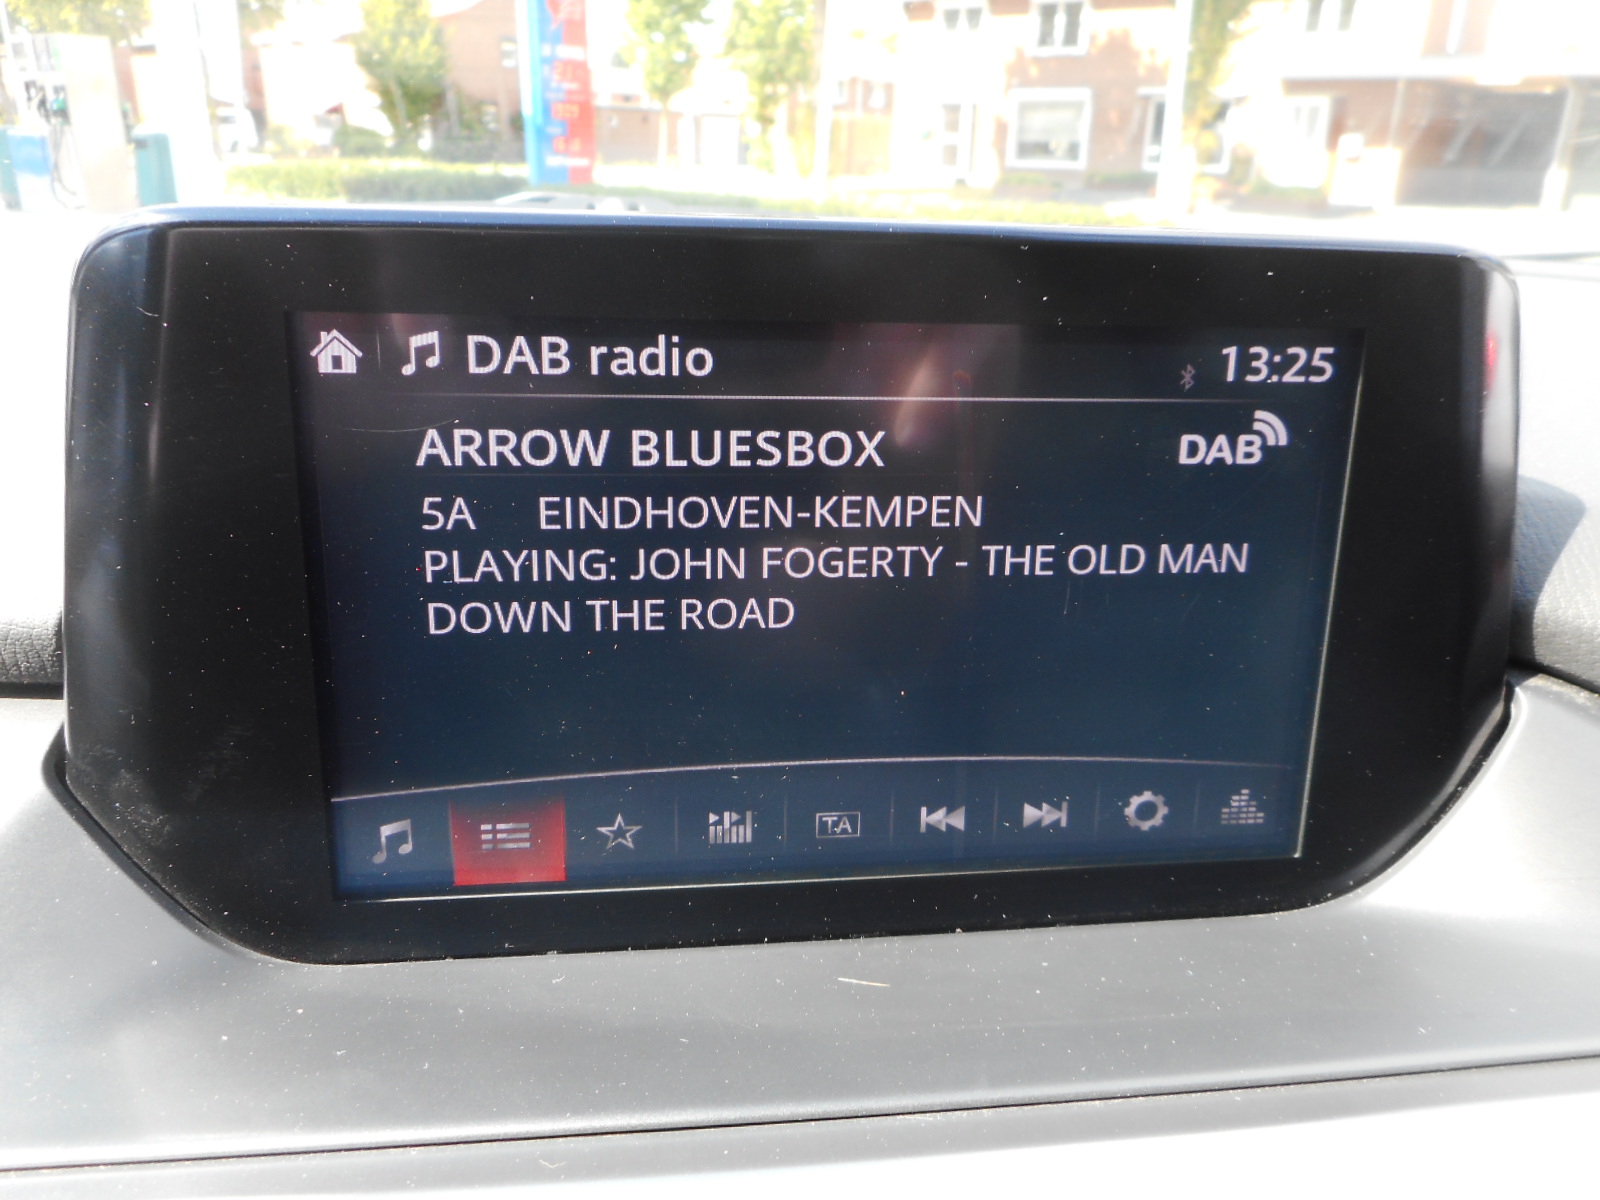 DAB radio
13:25
ARROW BLUESBOX
DAB
5A EINDHOVEN-KEMPEN
PLAYING: JOHN FOGERTY - THE OLD MAN
DOWN THE ROAD
TA